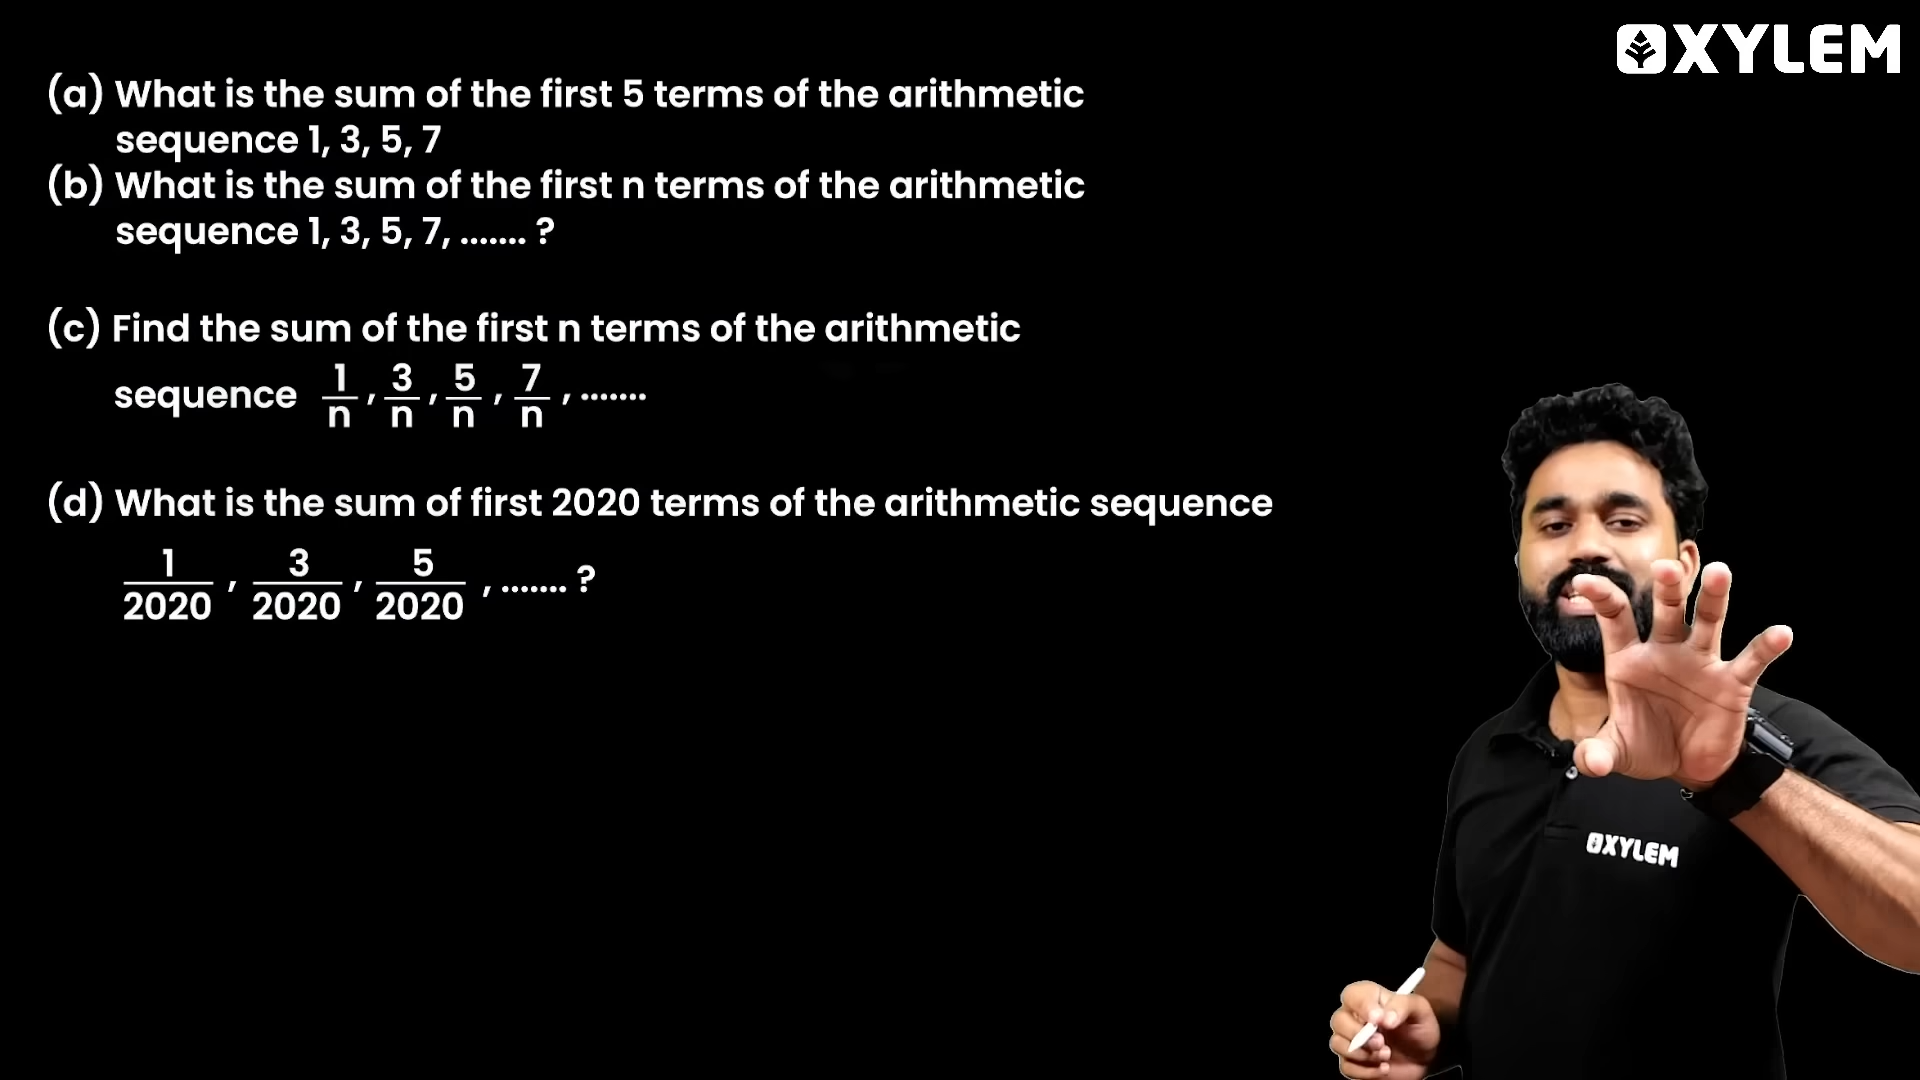 OXYLEM
(a) What is the sum of the first 5 terms of the arithmetic
sequence 1, 3, 5, 7
(b) What is the sum of the first n terms of the arithmetic
sequence 1, 3, 5, 7, ....... ?
(c) Find the sum of the first n terms of the arithmetic
sequence 1/n , 3/n , 5/n , 7/n , .......
(d) What is the sum of first 2020 terms of the arithmetic sequence
1/2020 , 3/2020 , 5/2020 , ....... ?
OXYLEM